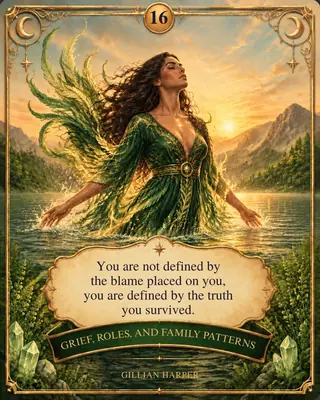 16
You are not defined by
the blame placed on you,
you are defined by the truth
you survived.
GRIEF, ROLES, AND FAMILY PATTERNS
GILLIAN HARPER